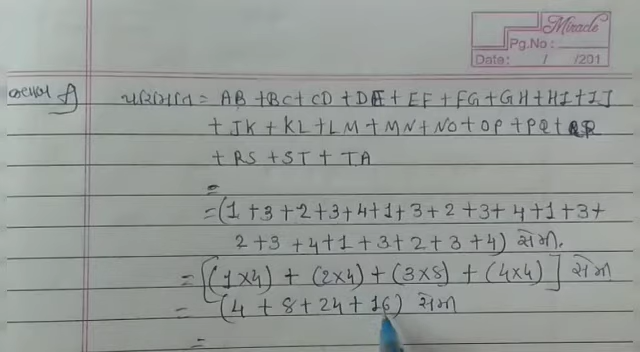 Miracle
Pg.No :
Date: / /201
જવાબ
પરિમિતિ = AB + BC + CD + DE + EF + FG + GH + HI + IJ
+ JK + KL + LM + MN + NO + OP + PQ + QR
+ RS + ST + TA
=
= (1 + 3 + 2 + 3 + 4 + 1 + 3 + 2 + 3 + 4 + 1 + 3 +
2 + 3 + 4 + 1 + 3 + 2 + 3 + 4) સેમી.
= [(1×4) + (2×4) + (3×8) + (4×4)] સેમી
= (4 + 8 + 24 + 16) સેમી
=